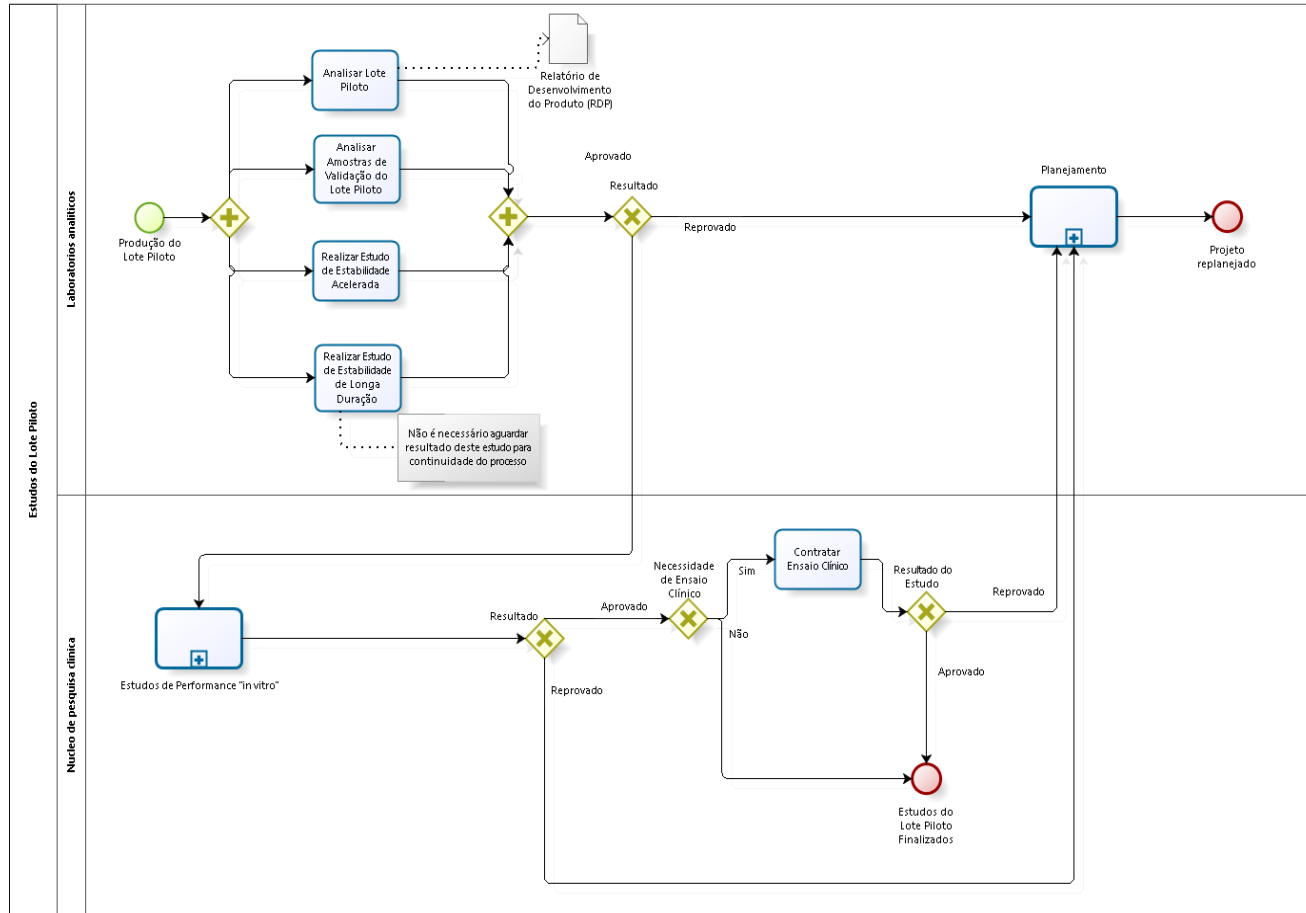 Estudos do Lote Piloto
Laboratorios analiticos
Produção do
Lote Piloto
Analisar Lote
Piloto
Relatório de
Desenvolvimento
do Produto (RDP)
Analisar
Amostras de
Validação do
Lote Piloto
Realizar Estudo
de Estabilidade
Acelerada
Realizar Estudo
de Estabilidade
de Longa
Duração
Não é necessário aguardar
resultado deste estudo para
continuidade do processo
Aprovado
Resultado
Reprovado
Planejamento
Projeto
replanejado
Nucleo de pesquisa clinica
Estudos de Performance "in vitro"
Resultado
Aprovado
Reprovado
Necessidade
de Ensaio
Clínico
Sim
Não
Contratar
Ensaio Clínico
Resultado do
Estudo
Reprovado
Aprovado
Estudos do
Lote Piloto
Finalizados